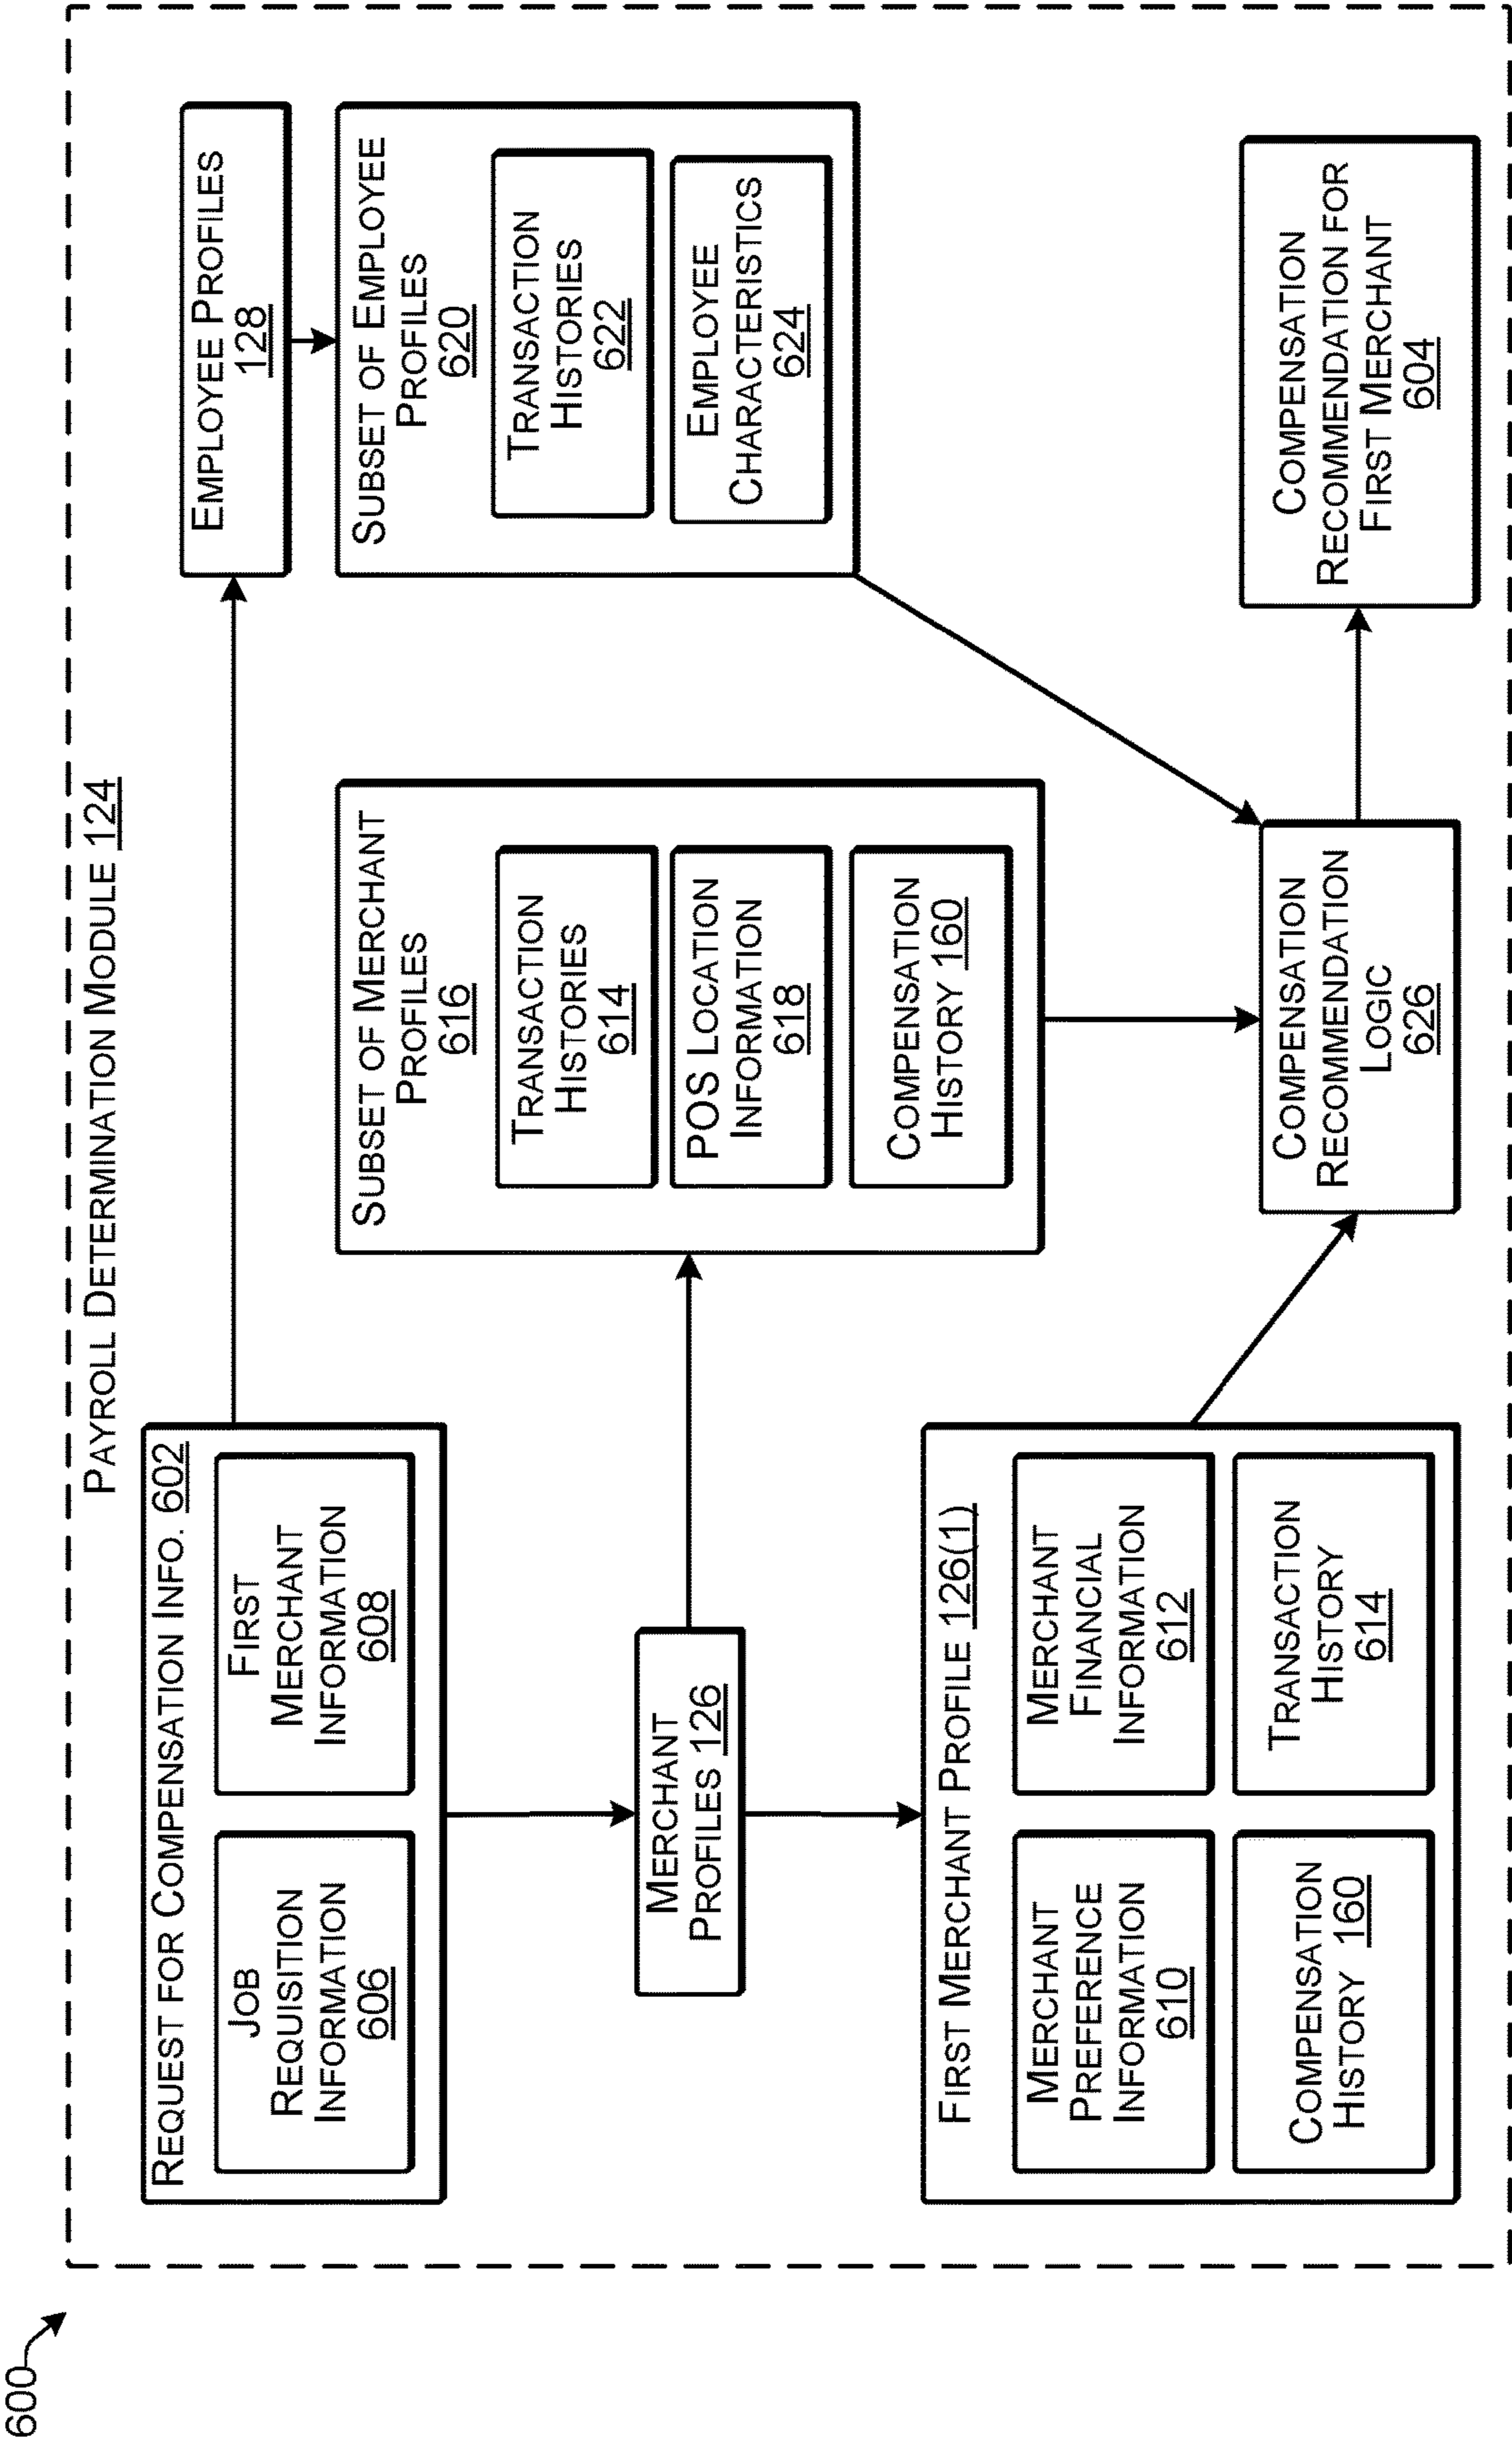 600
PAYROLL DETERMINATION MODULE 124
REQUEST FOR COMPENSATION INFO. 602
JOB
REQUISITION
INFORMATION
606
FIRST
MERCHANT
INFORMATION
608
EMPLOYEE PROFILES
128
SUBSET OF EMPLOYEE
PROFILES
620
TRANSACTION
HISTORIES
622
EMPLOYEE
CHARACTERISTICS
624
SUBSET OF MERCHANT
PROFILES
616
TRANSACTION
HISTORIES
614
POS LOCATION
INFORMATION
618
COMPENSATION
HISTORY 160
MERCHANT
PROFILES 126
FIRST MERCHANT PROFILE 126(1)
MERCHANT
PREFERENCE
INFORMATION
610
MERCHANT
FINANCIAL
INFORMATION
612
COMPENSATION
HISTORY 160
TRANSACTION
HISTORY
614
COMPENSATION
RECOMMENDATION
LOGIC
626
COMPENSATION
RECOMMENDATION FOR
FIRST MERCHANT
604